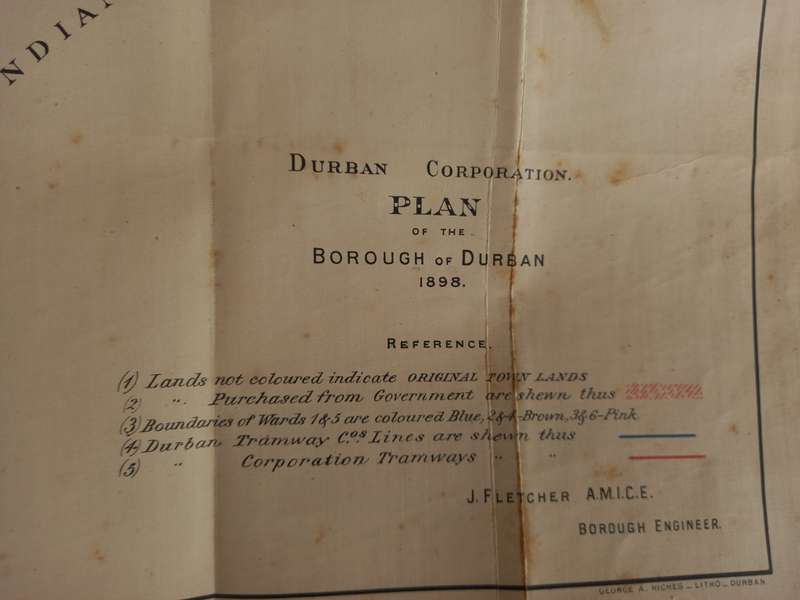 NDIAN
DURBAN CORPORATION.
PLAN
OF THE
BOROUGH OF DURBAN
1898.
REFERENCE.
(1) Lands not coloured indicate ORIGINAL TOWN LANDS
(2) " Purchased from Government are shewn thus
(3) Boundaries of Wards 1 & 5 are coloured Blue, 2 & 4 - Brown, 3 & 6 - Pink
(4) Durban Tramway Co.s Lines are shewn thus
(5) " Corporation Tramways " "
J. FLETCHER A.M.I.C.E.
BOROUGH ENGINEER.
GEORGE A. RICHES _ LITHO _ DURBAN.